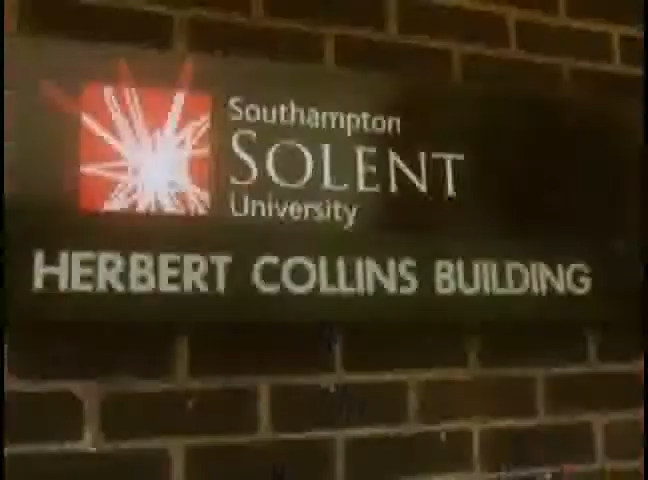 Southampton
SOLENT
University
HERBERT COLLINS BUILDING